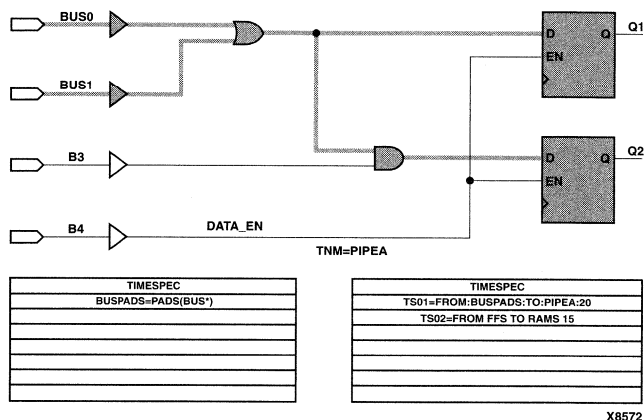 BUS0
D Q Q1
EN
BUS1
B3
D Q Q2
EN
B4
DATA_EN
TNM=PIPEA
TIMESPEC
BUSPADS=PADS(BUS*)
TIMESPEC
TS01=FROM:BUSPADS:TO:PIPEA:20
TS02=FROM FFS TO RAMS 15
X8572